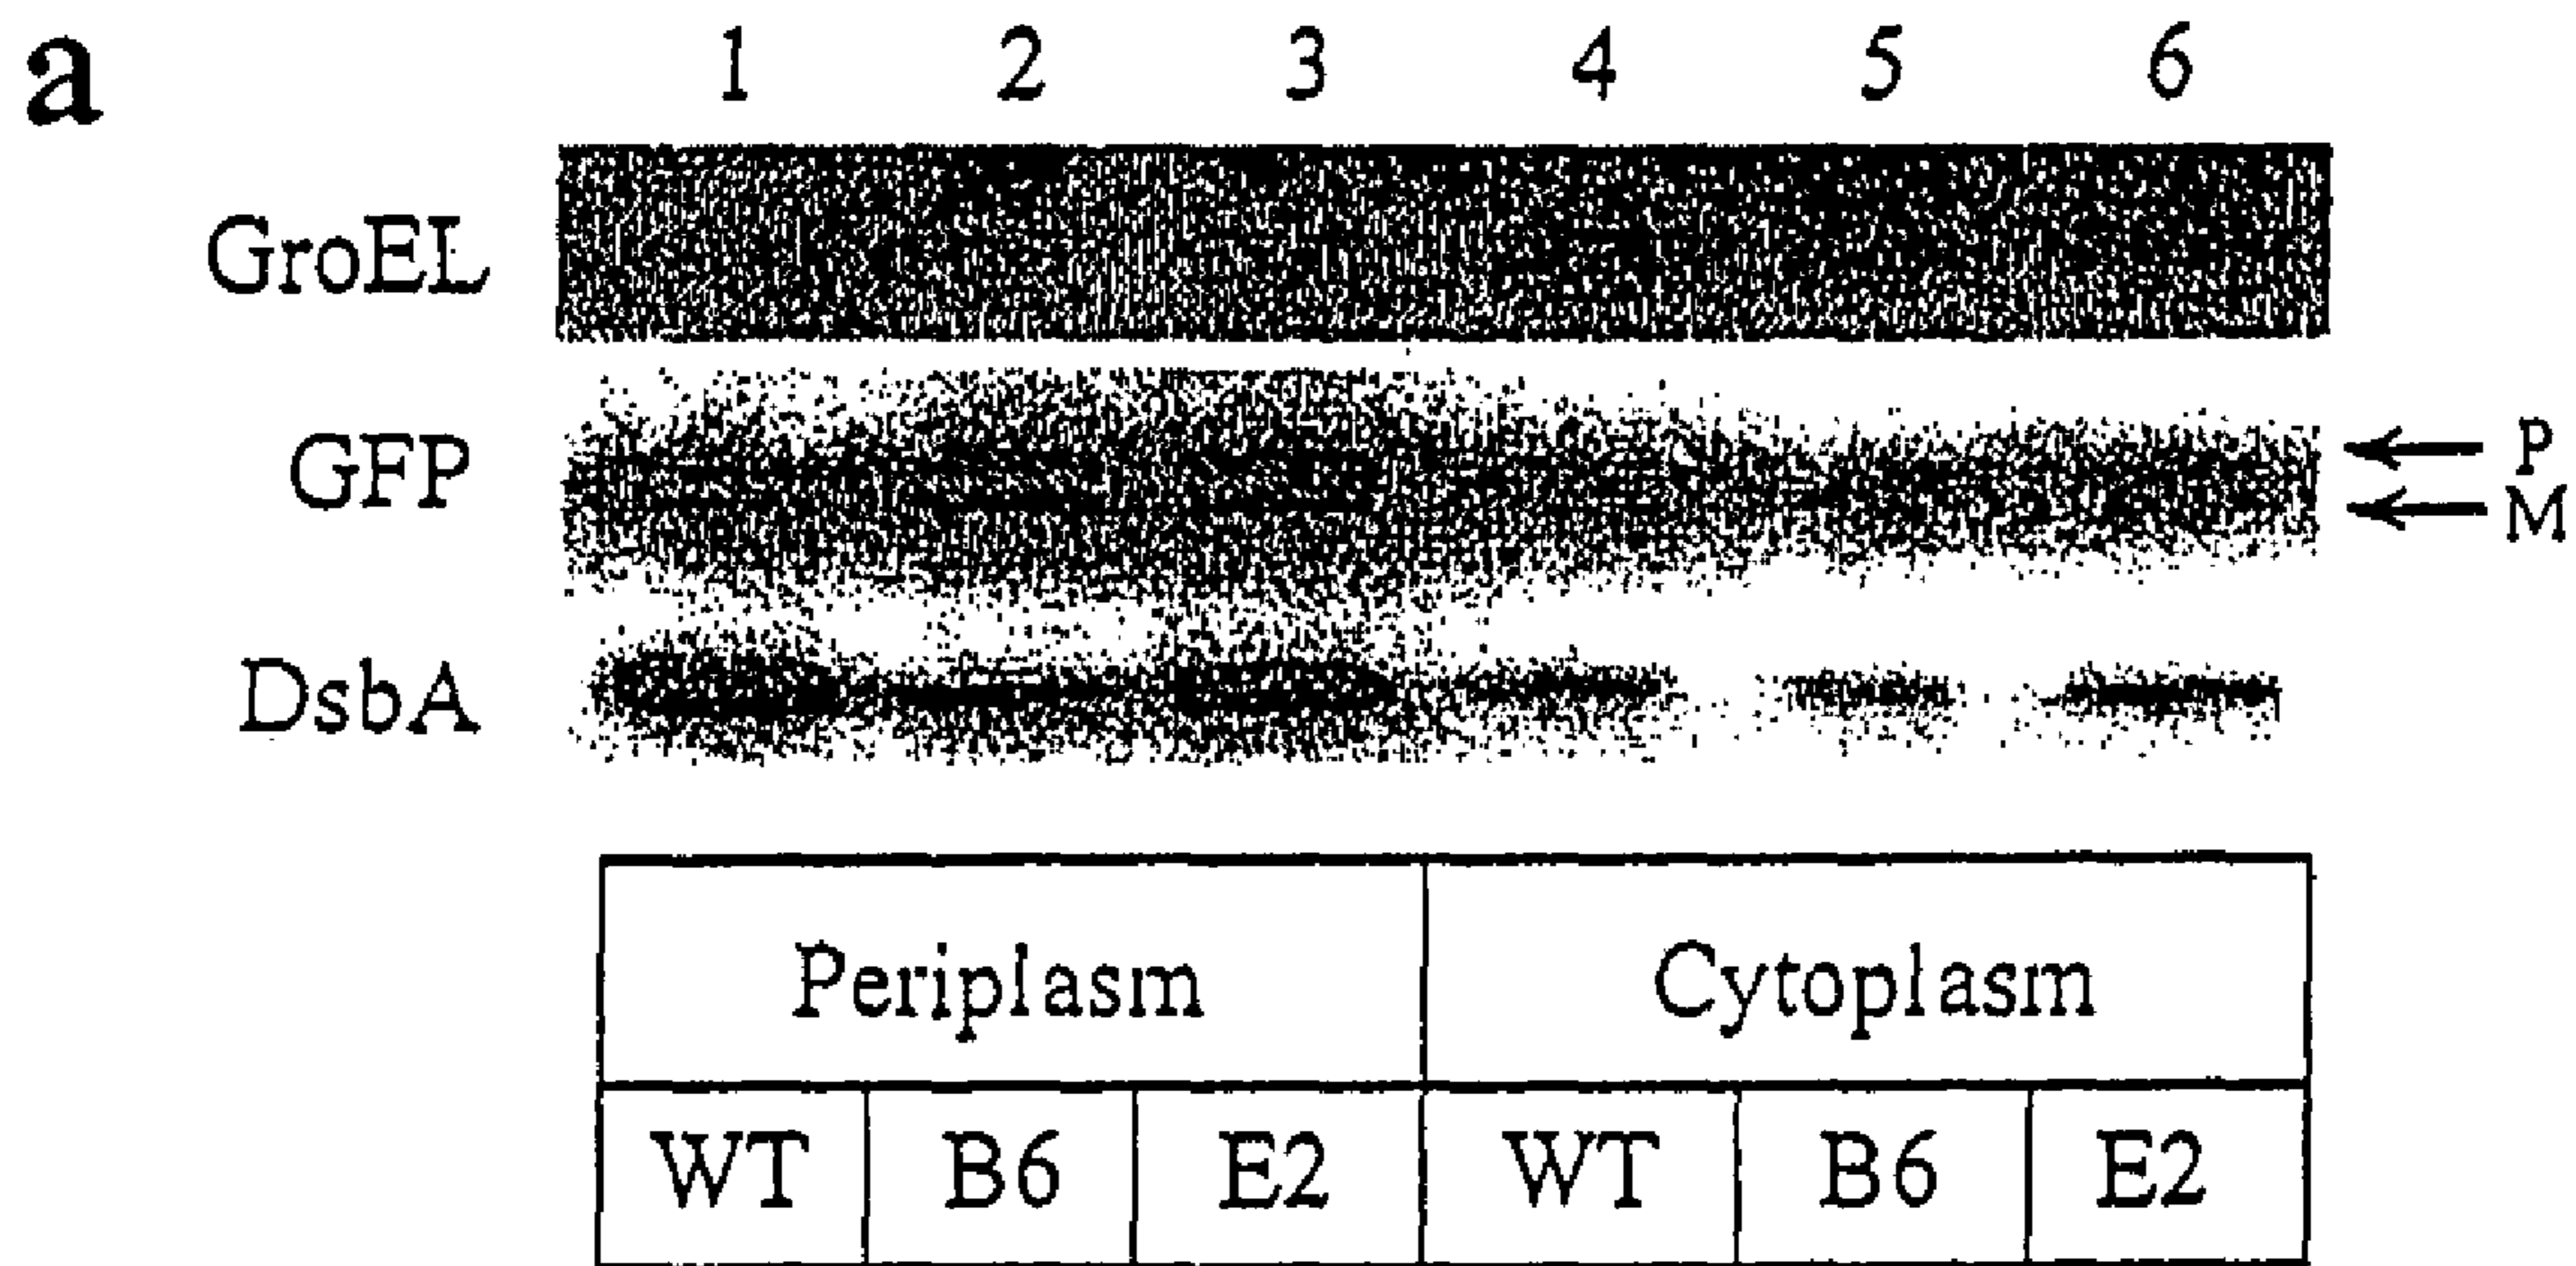 a
1 2 3 4 5 6
GroEL
GFP
P
M
DsbA
Periplasm Cytoplasm
WT B6 E2 WT B6 E2